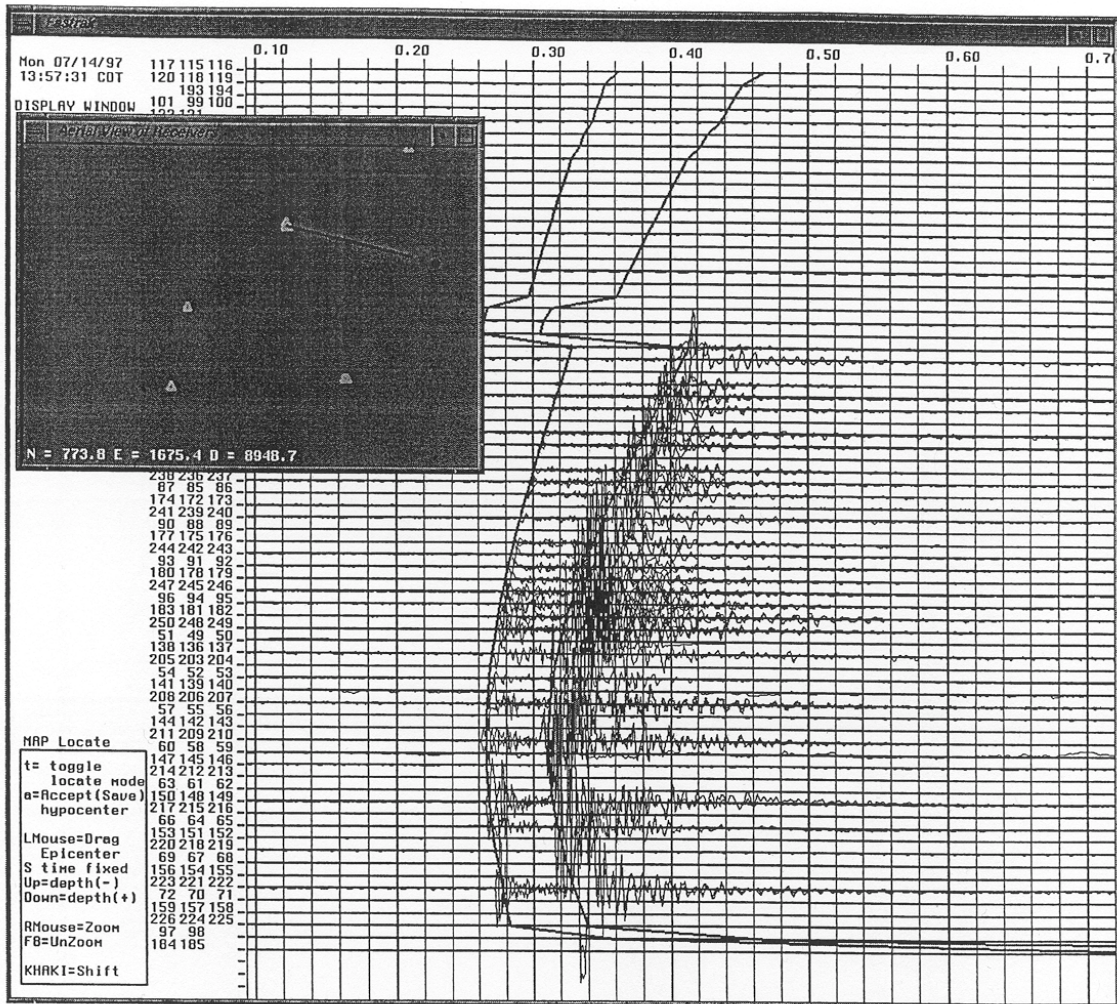 Fastrax
0.10 0.20 0.30 0.40 0.50 0.60 0.70
Mon 07/14/97
13:57:31 CDT
DISPLAY WINDOW
117 115 116
120 118 119
193 194
101 99 100
Aerial View of Receivers
N = 773.8 E = 1675.4 D = 8948.7
238 236 237
87 85 86
174 172 173
241 239 240
90 88 89
177 175 176
244 242 243
93 91 92
180 178 179
247 245 246
96 94 95
183 181 182
250 248 249
51 49 50
138 136 137
205 203 204
54 52 53
141 139 140
208 206 207
57 55 56
144 142 143
211 209 210
60 58 59
147 145 146
214 212 213
63 61 62
150 148 149
217 215 216
66 64 65
153 151 152
220 218 219
69 67 68
156 154 155
223 221 222
72 70 71
159 157 158
226 224 225
97 98
184 185
MAP Locate
t= toggle
locate mode
a=Accept(Save)
hypocenter
LMouse=Drag
Epicenter
S time fixed
Up=depth(-)
Down=depth(+)
RMouse=Zoom
F8=UnZoom
KHAKI=Shift